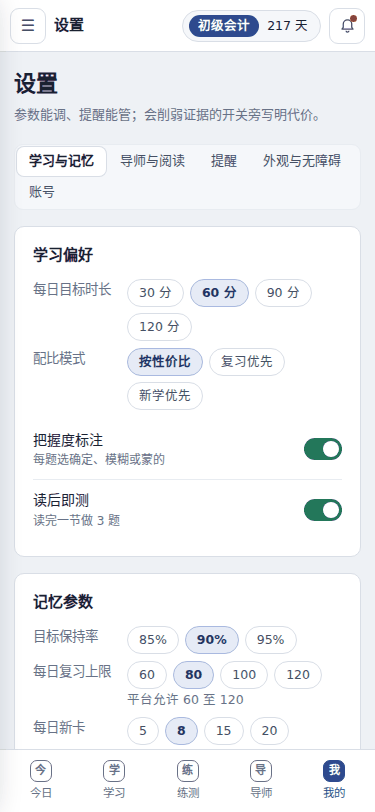 ☰ 设置 初级会计 217 天
设置
参数能调、提醒能管；会削弱证据的开关旁写明代价。
学习与记忆 导师与阅读 提醒 外观与无障碍
账号
学习偏好
每日目标时长 30 分 60 分 90 分
120 分
配比模式 按性价比 复习优先
新学优先
把握度标注
每题选确定、模糊或蒙的
读后即测
读完一节做 3 题
记忆参数
目标保持率 85% 90% 95%
每日复习上限 60 80 100 120
平台允许 60 至 120
每日新卡 5 8 15 20
今 学 练 导 我
今日 学习 练测 导师 我的